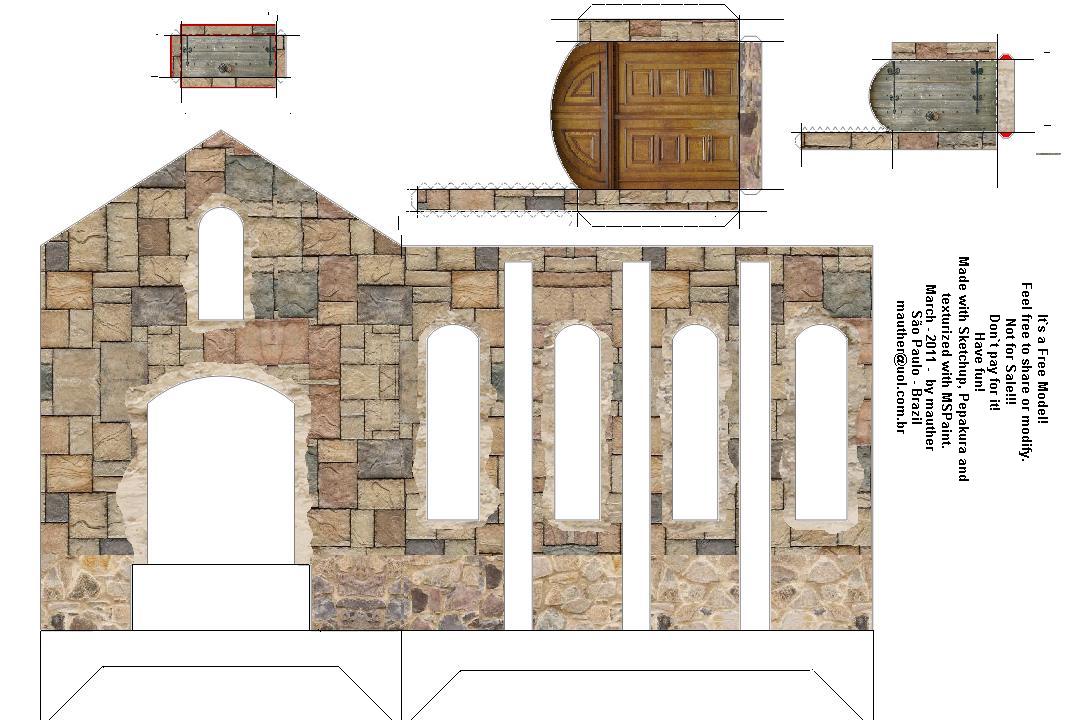 It`s a Free Model!
Feel free to share or modify.
Not for Sale!!!
Don`t pay for it!
Have fun!
Made with Sketchup, Pepakura and
texturized with MSPaint.
March - 2011 - by mauther
São Paulo - Brazil
mauther@uol.com.br